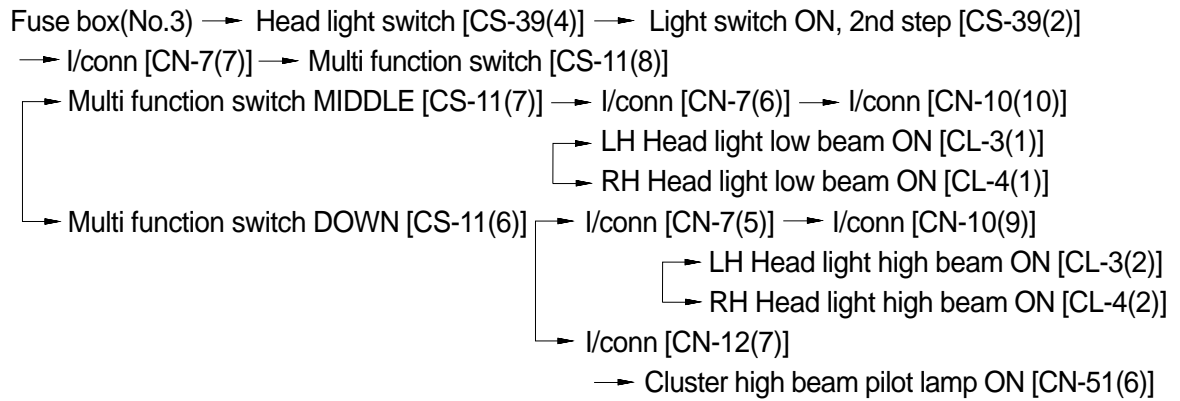 Fuse box(No.3) → Head light switch [CS-39(4)] → Light switch ON, 2nd step [CS-39(2)]
→ I/conn [CN-7(7)] → Multi function switch [CS-11(8)]
→ Multi function switch MIDDLE [CS-11(7)] → I/conn [CN-7(6)] → I/conn [CN-10(10)]
→ LH Head light low beam ON [CL-3(1)]
→ RH Head light low beam ON [CL-4(1)]
→ Multi function switch DOWN [CS-11(6)] → I/conn [CN-7(5)] → I/conn [CN-10(9)]
→ LH Head light high beam ON [CL-3(2)]
→ RH Head light high beam ON [CL-4(2)]
→ I/conn [CN-12(7)]
→ Cluster high beam pilot lamp ON [CN-51(6)]